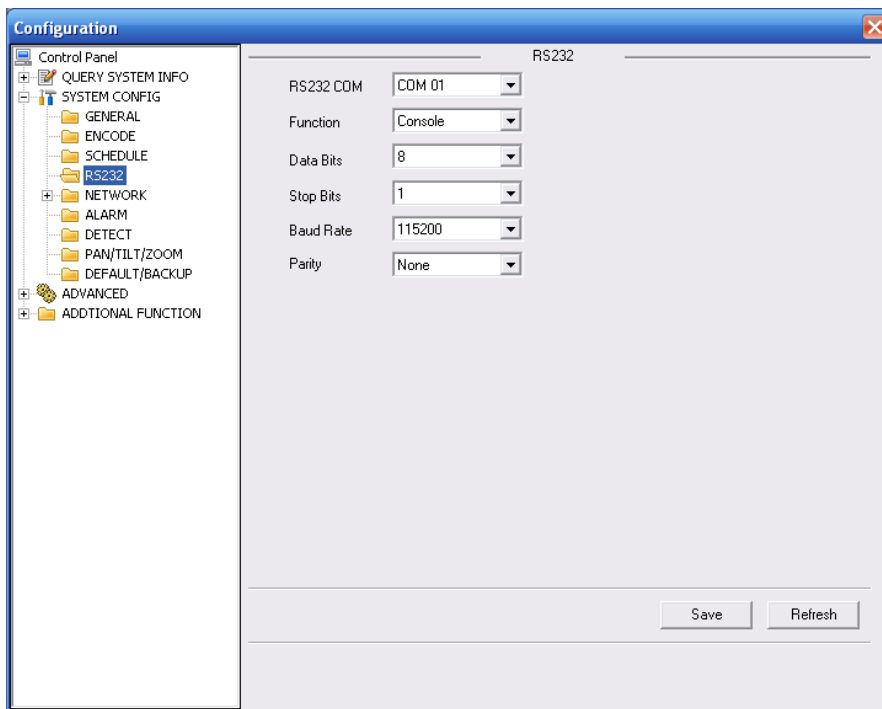 Configuration
Control Panel
QUERY SYSTEM INFO
SYSTEM CONFIG
GENERAL
ENCODE
SCHEDULE
RS232
NETWORK
ALARM
DETECT
PAN/TILT/ZOOM
DEFAULT/BACKUP
ADVANCED
ADDTIONAL FUNCTION
RS232
RS232 COM COM 01
Function Console
Data Bits 8
Stop Bits 1
Baud Rate 115200
Parity None
Save Refresh